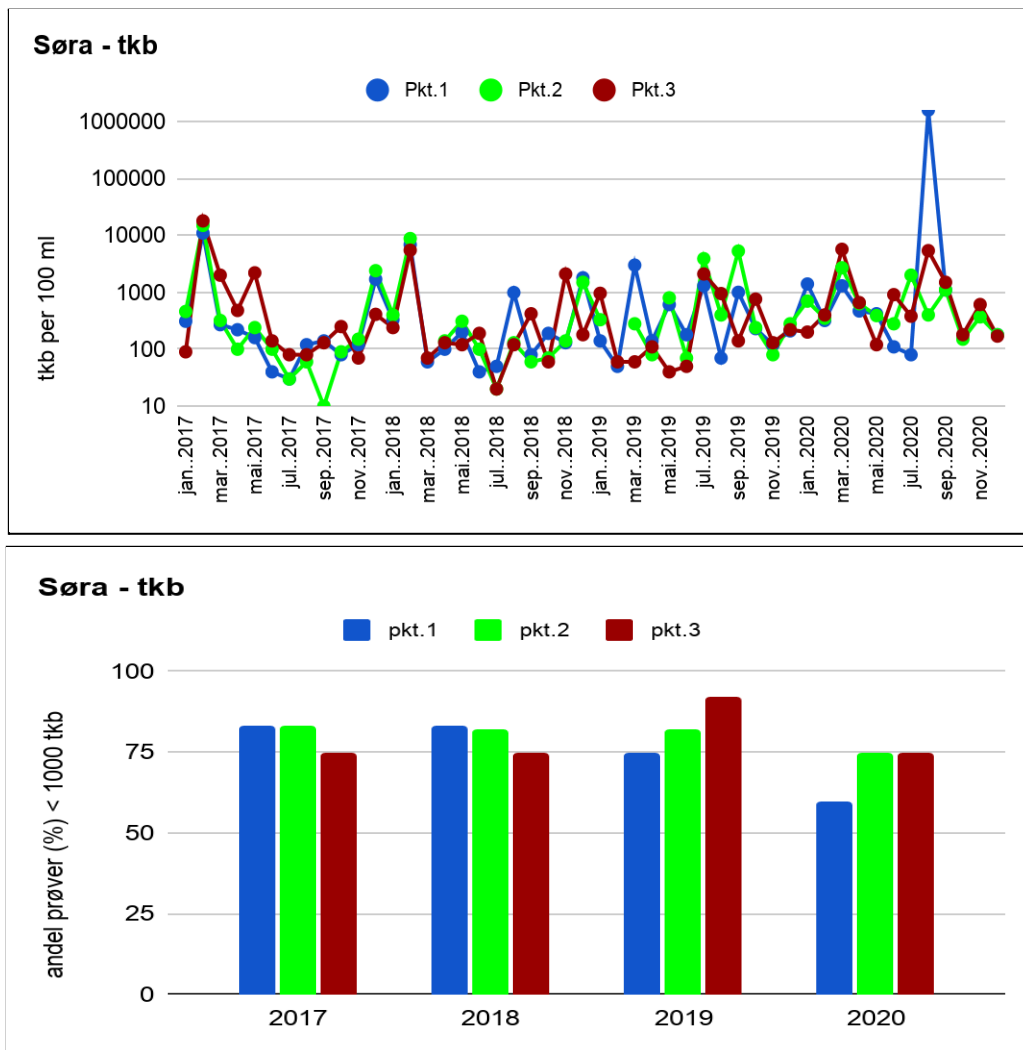 Søra - tkb
Pkt.1 Pkt.2 Pkt.3
tkb per 100 ml
1000000
100000
10000
1000
100
10
jan..2017 mar..2017 mai.2017 jul..2017 sep..2017 nov..2017 jan..2018 mar..2018 mai.2018 jul..2018 sep..2018 nov..2018 jan..2019 mar..2019 mai.2019 jul..2019 sep..2019 nov..2019 jan..2020 mar..2020 mai.2020 jul..2020 sep..2020 nov..2020
Søra - tkb
pkt.1 pkt.2 pkt.3
andel prøver (%) < 1000 tkb
100
75
50
25
0
2017 2018 2019 2020